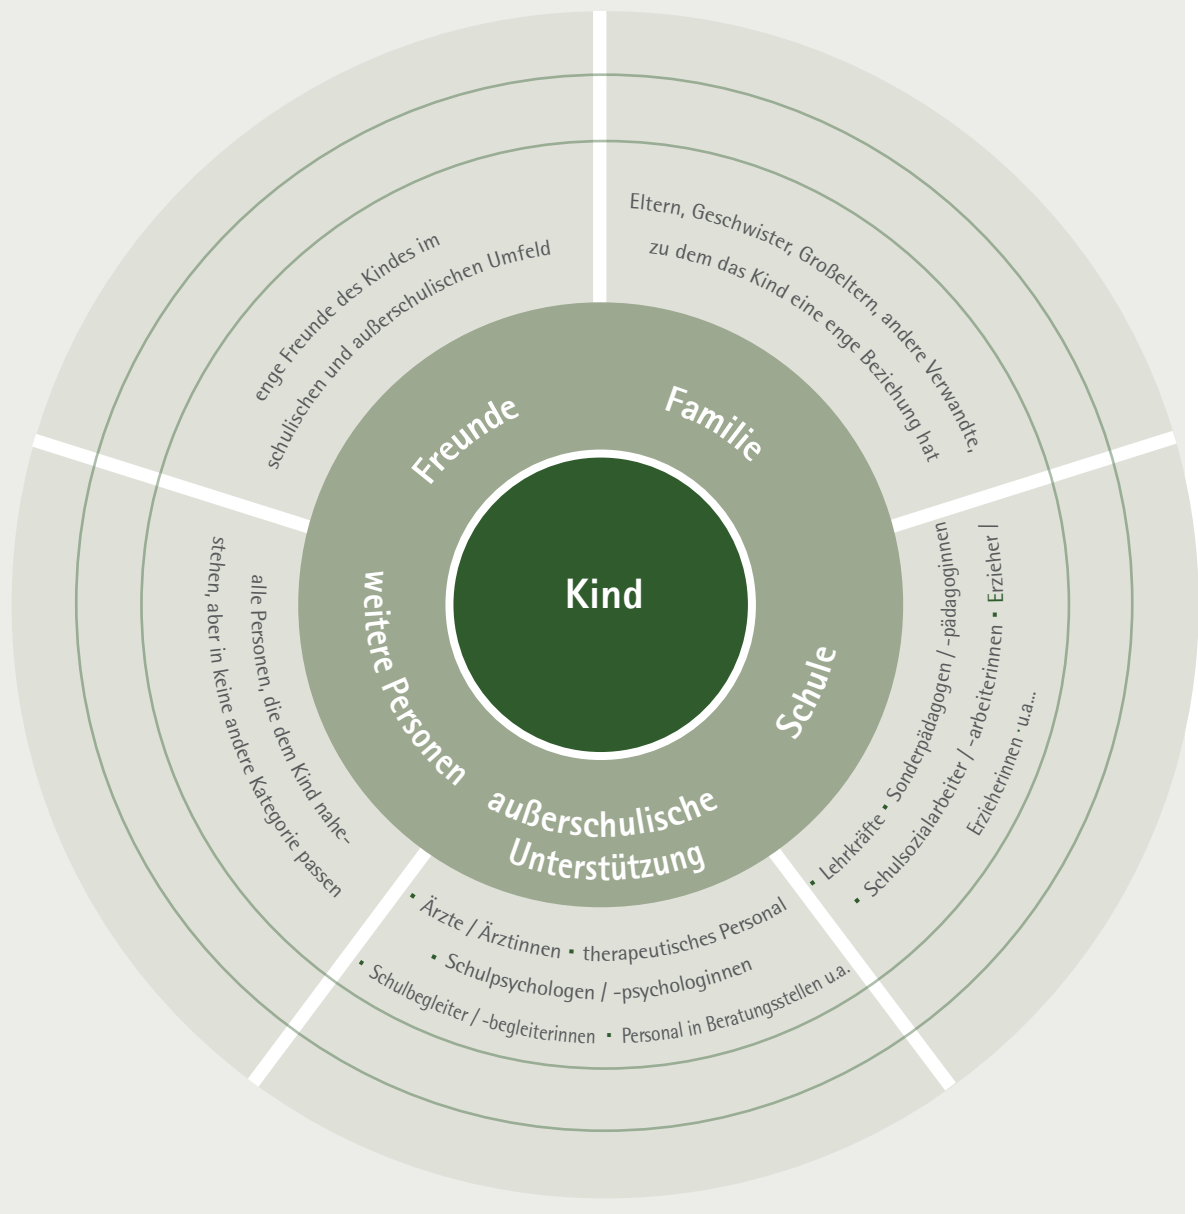 Kind
Familie
Eltern, Geschwister, Großeltern, andere Verwandte,
zu dem das Kind eine enge Beziehung hat
Schule
▪ Lehrkräfte ▪ Sonderpädagogen / -pädagoginnen
▪ Schulsozialarbeiter / -arbeiterinnen ▪ Erzieher |
Erzieherinnen · u.a...
außerschulische
Unterstützung
▪ Ärzte / Ärztinnen ▪ therapeutisches Personal
▪ Schulpsychologen / -psychologinnen
▪ Schulbegleiter / -begleiterinnen ▪ Personal in Beratungsstellen u.a.
weitere Personen
alle Personen, die dem Kind nahe-
stehen, aber in keine andere Kategorie passen
Freunde
enge Freunde des Kindes im
schulischen und außerschulischen Umfeld